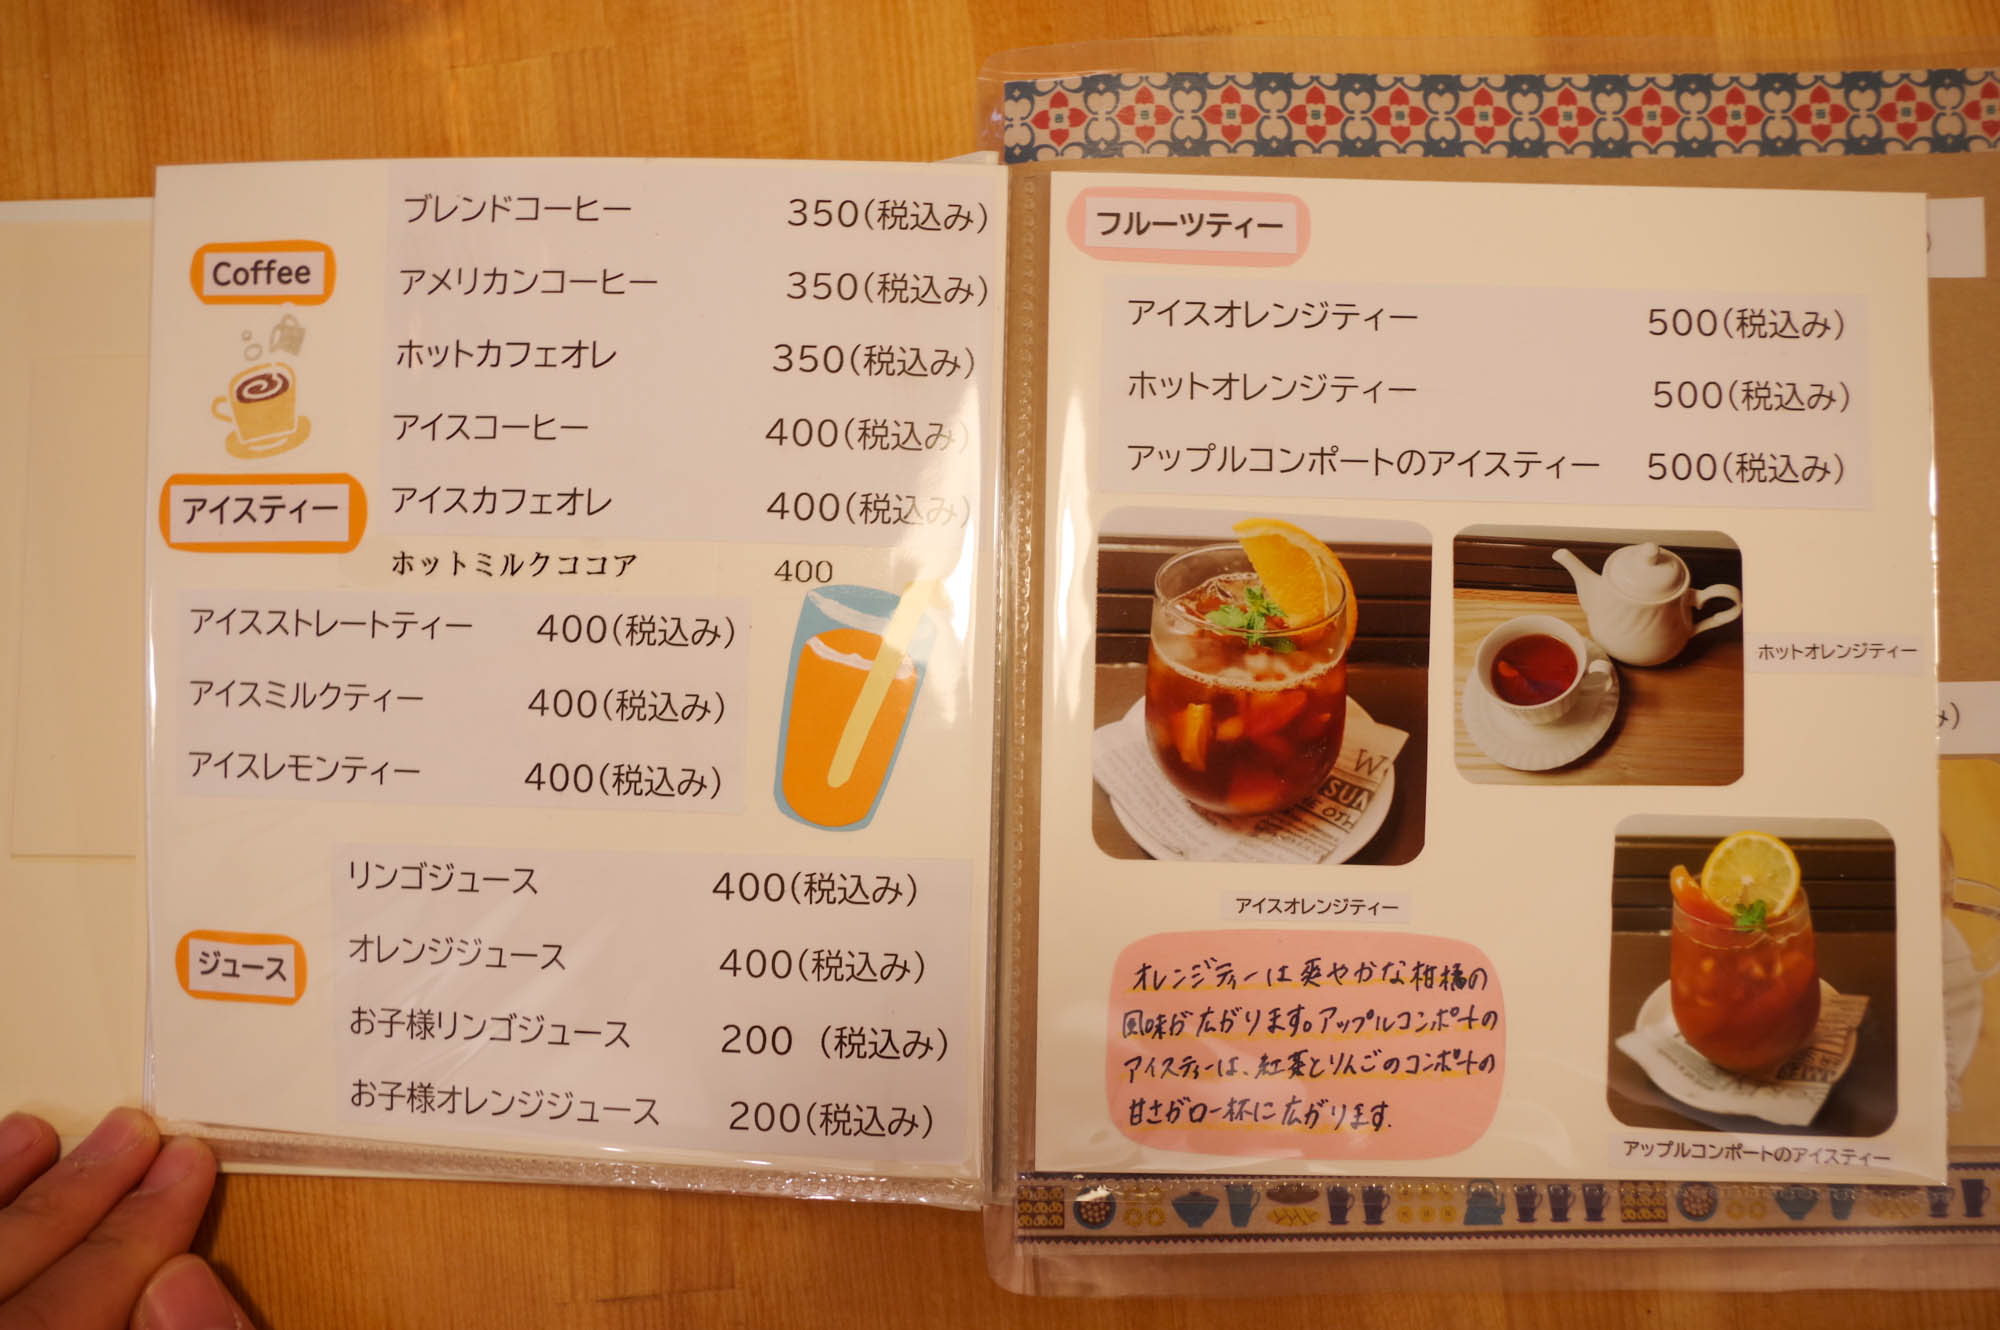 Coffee
ブレンドコーヒー 350(税込み)
アメリカンコーヒー 350(税込み)
ホットカフェオレ 350(税込み)
アイスコーヒー 400(税込み)
アイスカフェオレ 400(税込み)
ホットミルクココア 400
アイスティー
アイスストレートティー 400(税込み)
アイスミルクティー 400(税込み)
アイスレモンティー 400(税込み)
ジュース
リンゴジュース 400(税込み)
オレンジジュース 400(税込み)
お子様リンゴジュース 200 (税込み)
お子様オレンジジュース 200(税込み)
フルーツティー
アイスオレンジティー 500(税込み)
ホットオレンジティー 500(税込み)
アップルコンポートのアイスティー 500(税込み)
ホットオレンジティー
アイスオレンジティー
オレンジティーは爽やかな柑橘の
風味が広がります。アップルコンポートの
アイスティーは、紅茶とりんごのコンポートの
甘さが口一杯に広がります.
アップルコンポートのアイスティー
み)